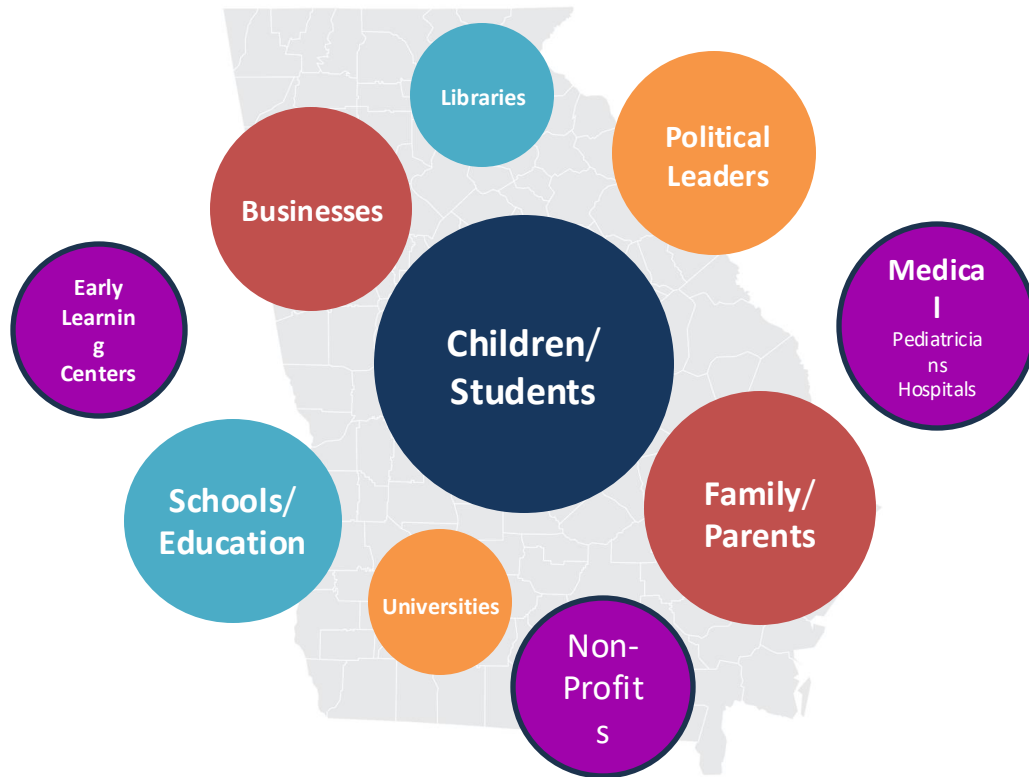 Libraries
Political
Leaders
Businesses
Early
Learnin
g
Centers
Medica
l
Pediatricia
ns
Hospitals
Children/
Students
Schools/
Education
Family/
Parents
Universities
Non-
Profit
s